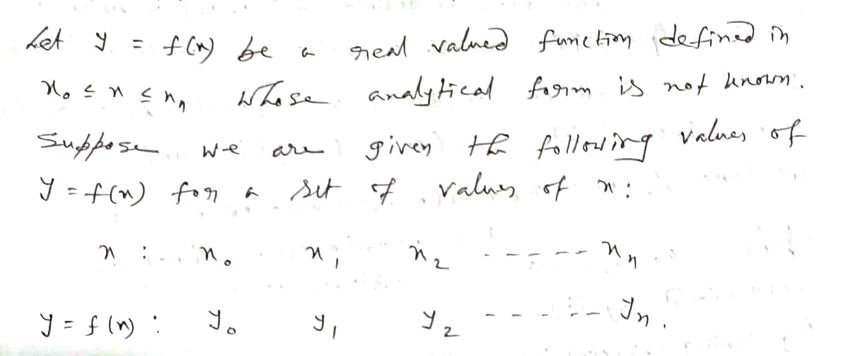 Let y = f(x) be a real valued function defined in
x₀ ≤ x ≤ xₙ whose analytical form is not known.
Suppose we are given the following values of
y = f(x) for a set of values of x :
x : x₀ x₁ x₂ ------ xₙ
y = f(x) : y₀ y₁ y₂ ------ yₙ.